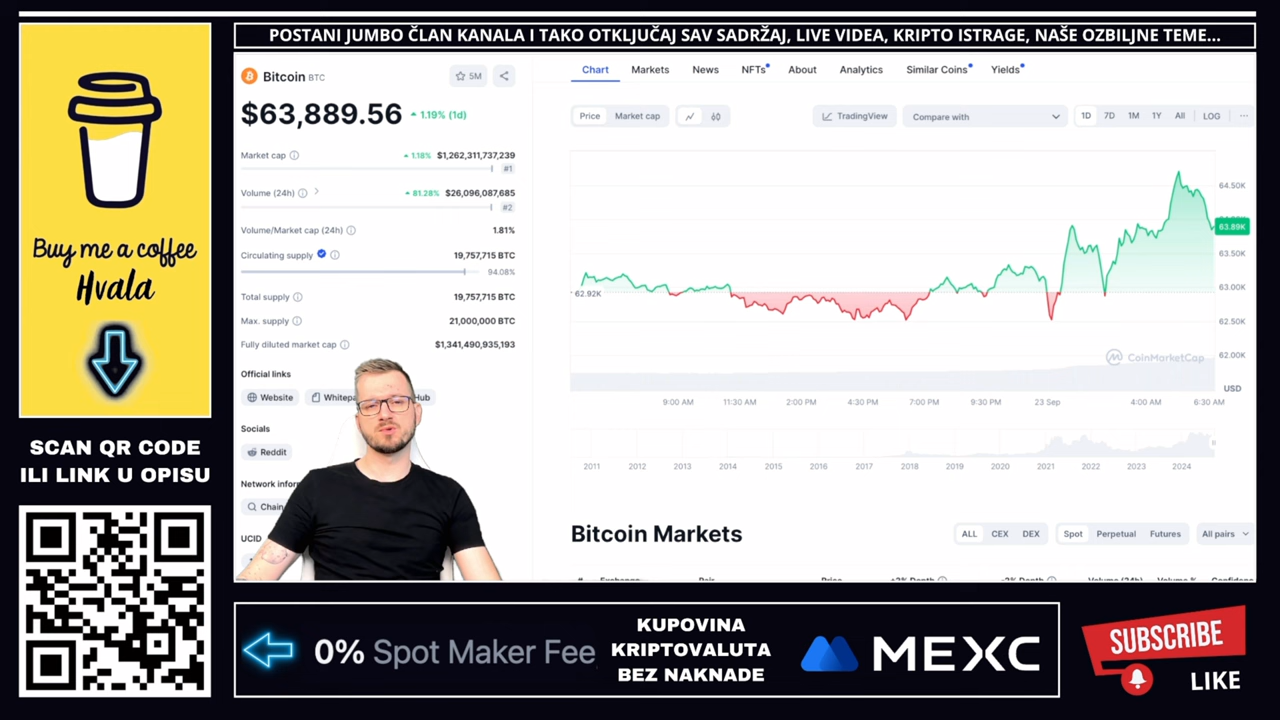 POSTANI JUMBO ČLAN KANALA I TAKO OTKLJUČAJ SAV SADRŽAJ, LIVE VIDEA, KRIPTO ISTRAGE, NAŠE OZBILJNE TEME...
Buy me a coffee
Hvala
SCAN QR CODE
ILI LINK U OPISU
Bitcoin BTC
5M
$63,889.56
1.19% (1d)
Market cap
1.18% $1,262,311,737,239
#1
Volume (24h)
81.28% $26,096,087,685
#2
Volume/Market cap (24h)
1.81%
Circulating supply
19,757,715 BTC
94.08%
Total supply
19,757,715 BTC
Max. supply
21,000,000 BTC
Fully diluted market cap
$1,341,490,935,193
Official links
Website
Whitepa
Hub
Socials
Reddit
Network infor
Chain
UCID
Chart Markets News NFTs About Analytics Similar Coins Yields
Price Market cap
TradingView
Compare with
1D 7D 1M 1Y All LOG ...
64.50K
63.89K
63.50K
63.00K
62.50K
62.00K
USD
62.92K
CoinMarketCap
9:00 AM 11:30 AM 2:00 PM 4:30 PM 7:00 PM 9:30 PM 23 Sep 4:00 AM 6:30 AM
2011 2012 2013 2014 2015 2016 2017 2018 2019 2020 2021 2022 2023 2024
Bitcoin Markets
ALL CEX DEX
Spot Perpetual Futures
All pairs
0% Spot Maker Fee
KUPOVINA
KRIPTOVALUTA
BEZ NAKNADE
MEXC
SUBSCRIBE
LIKE